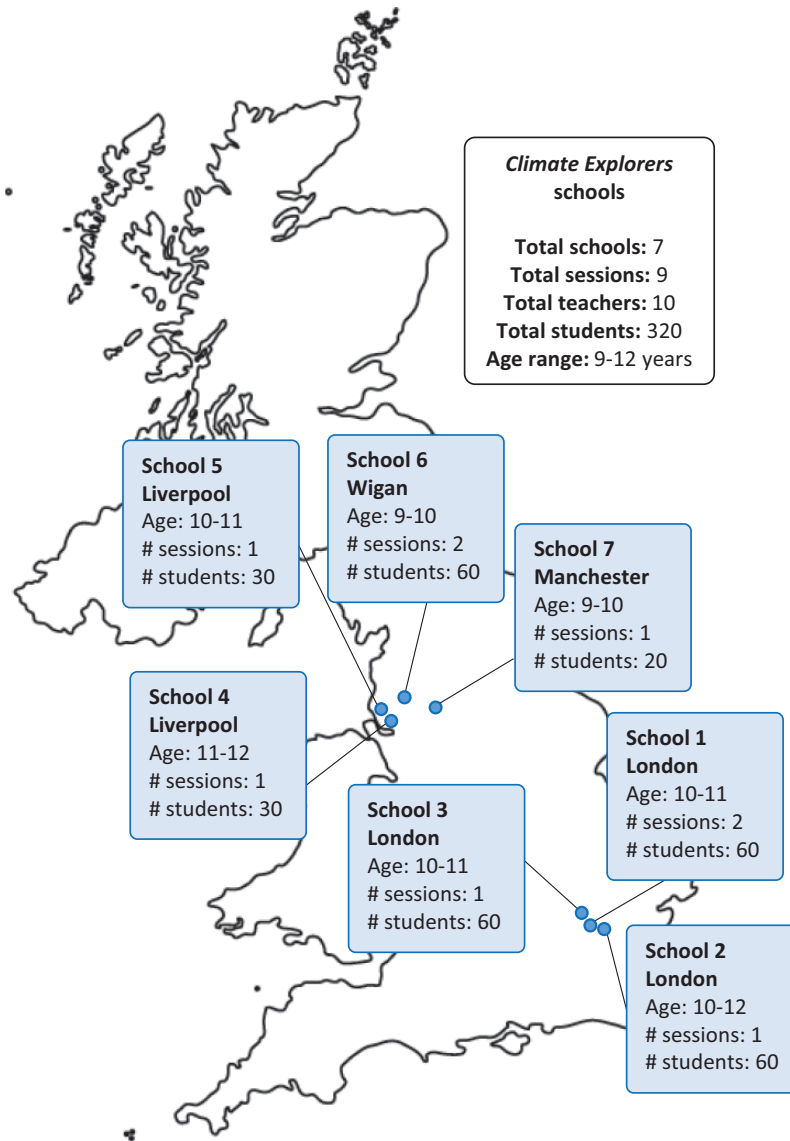 Climate Explorers
schools
Total schools: 7
Total sessions: 9
Total teachers: 10
Total students: 320
Age range: 9-12 years
School 5
Liverpool
Age: 10-11
# sessions: 1
# students: 30
School 6
Wigan
Age: 9-10
# sessions: 2
# students: 60
School 7
Manchester
Age: 9-10
# sessions: 1
# students: 20
School 4
Liverpool
Age: 11-12
# sessions: 1
# students: 30
School 1
London
Age: 10-11
# sessions: 2
# students: 60
School 3
London
Age: 10-11
# sessions: 1
# students: 60
School 2
London
Age: 10-12
# sessions: 1
# students: 60